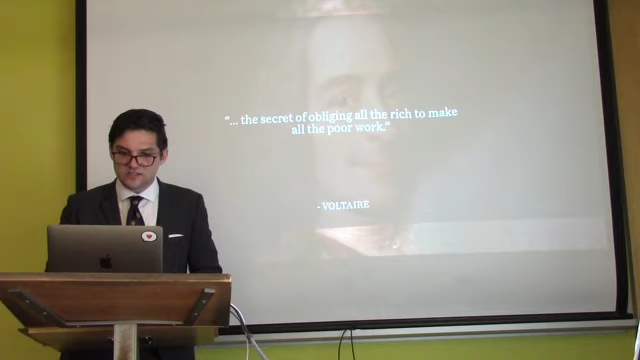 "... the secret of obliging all the rich to make
all the poor work."
- VOLTAIRE